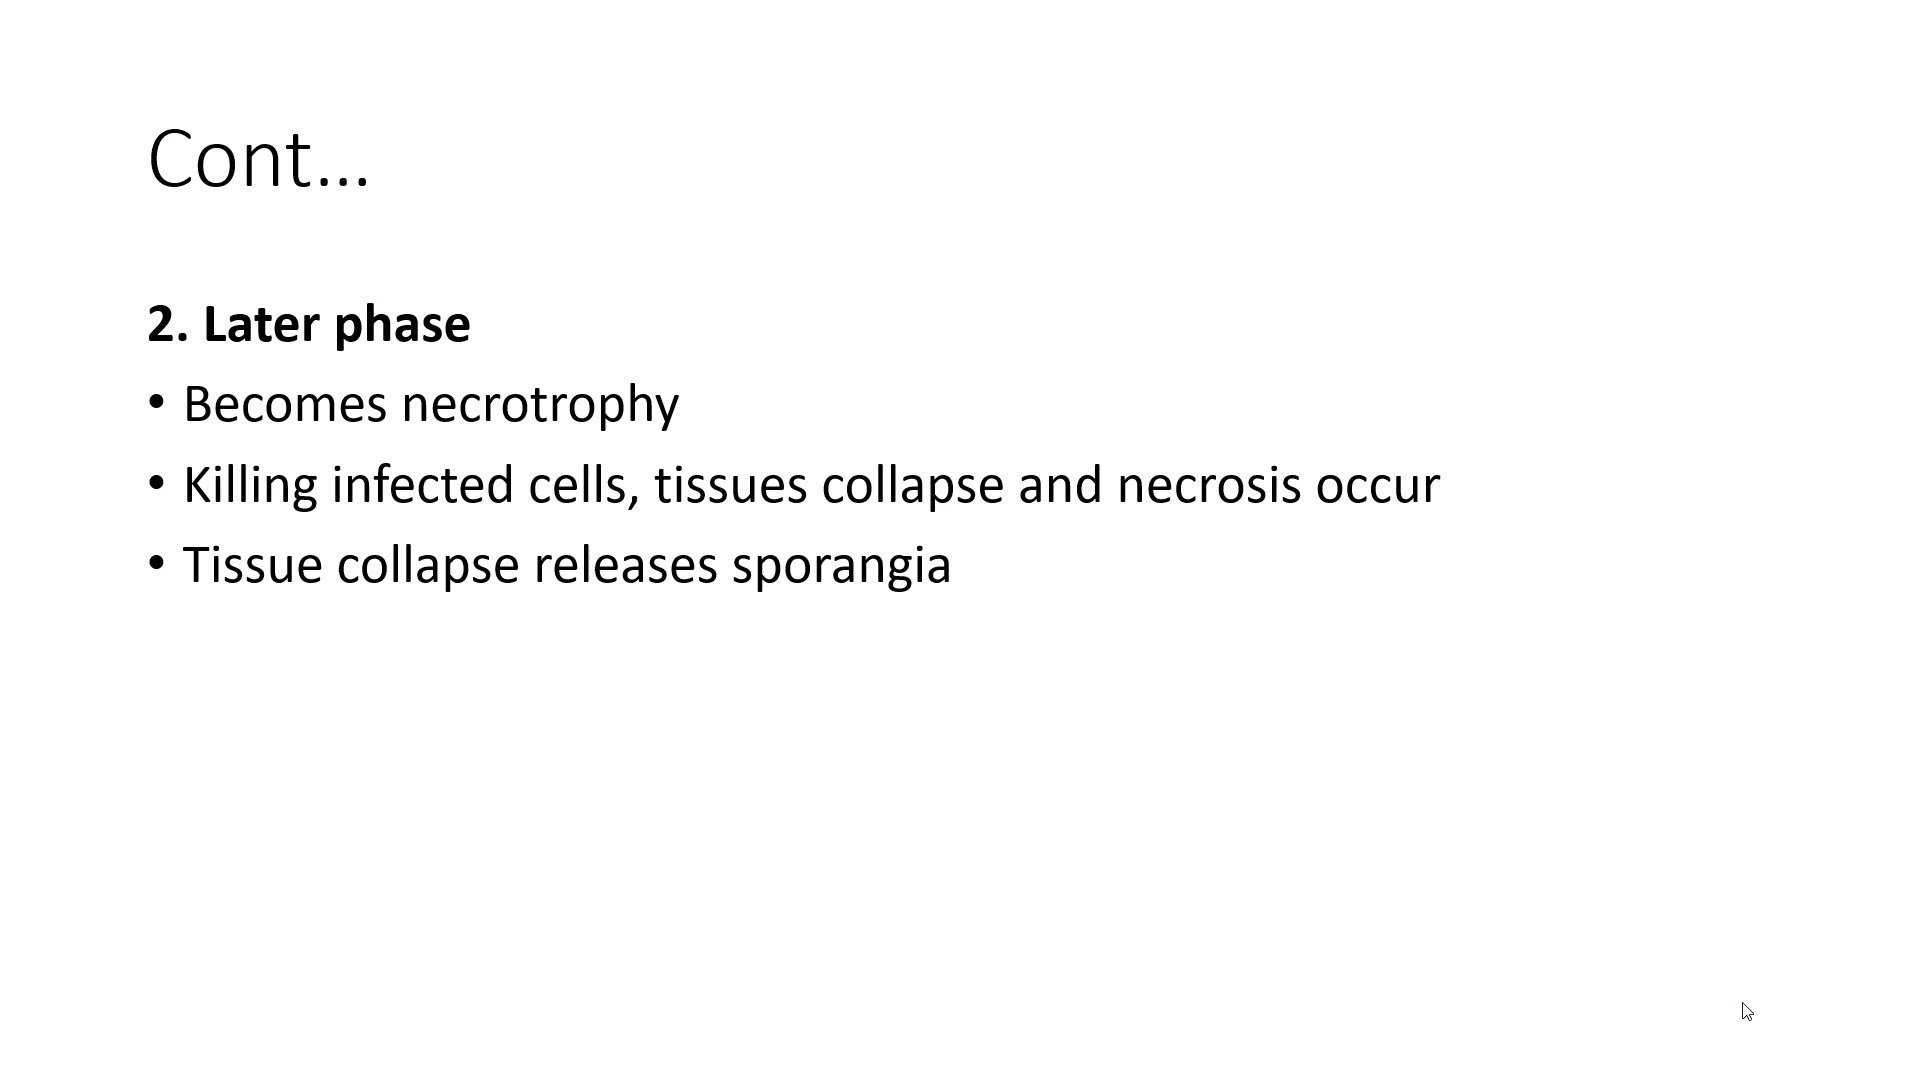 Cont...
2. Later phase
• Becomes necrotrophy
• Killing infected cells, tissues collapse and necrosis occur
• Tissue collapse releases sporangia